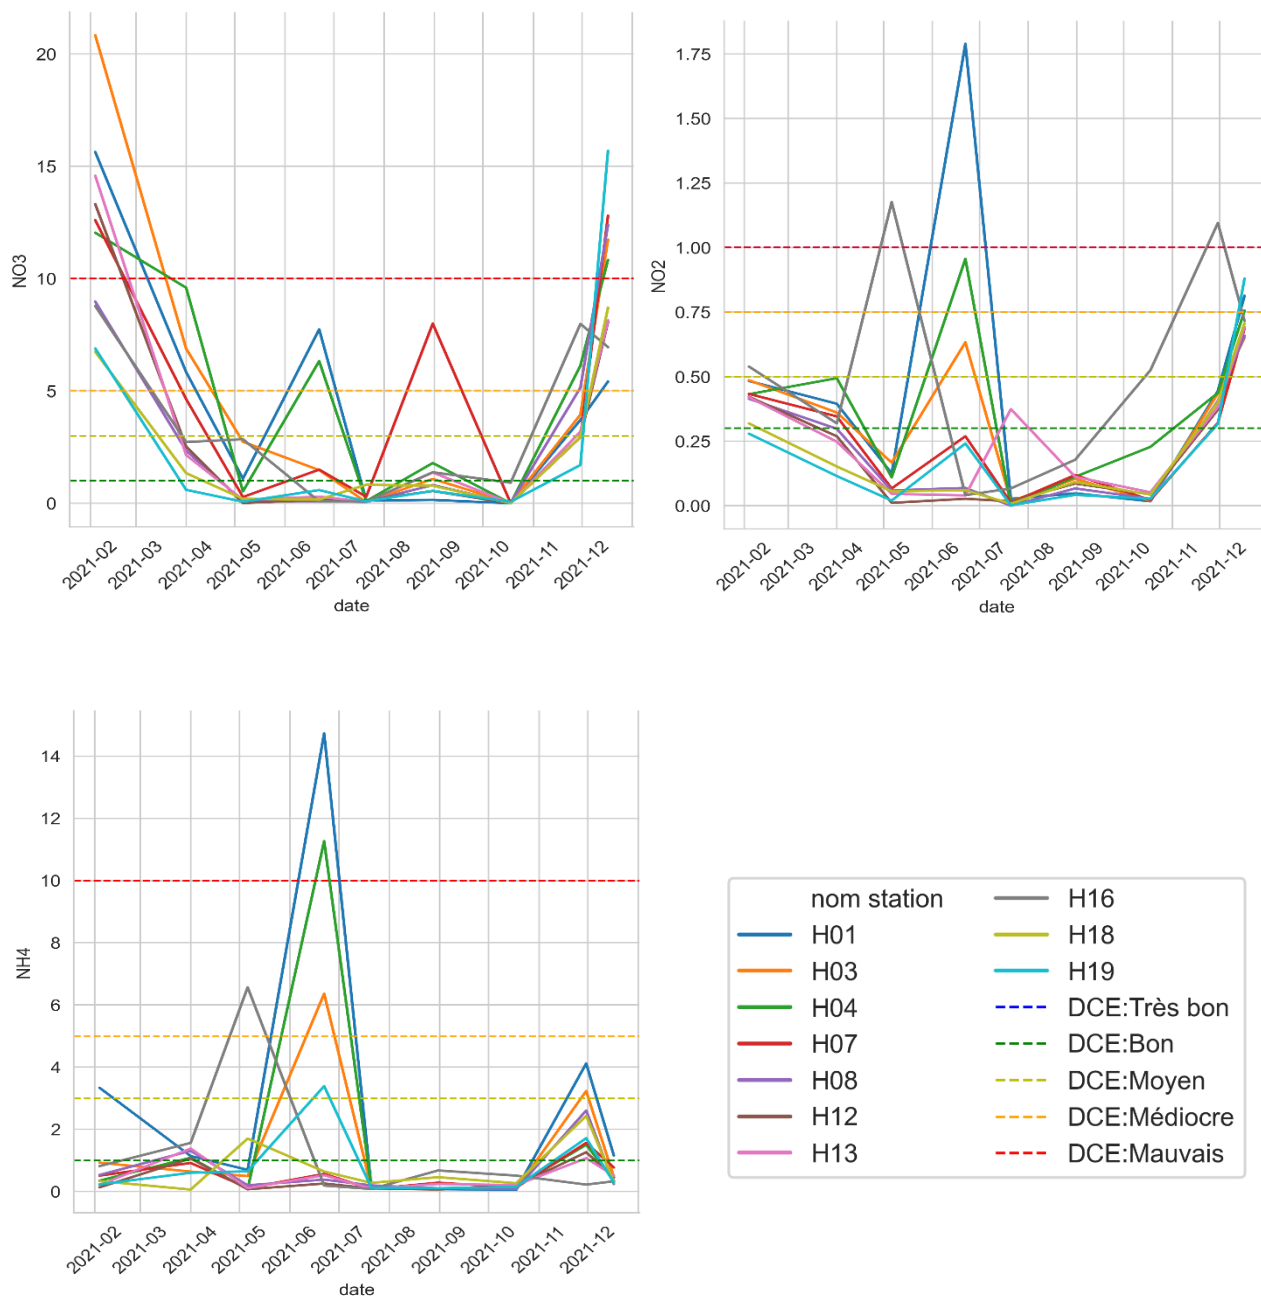 NO3
20
15
10
5
0
2021-02
2021-03
2021-04
2021-05
2021-06
2021-07
2021-08
2021-09
2021-10
2021-11
2021-12
date
NO2
1.75
1.50
1.25
1.00
0.75
0.50
0.25
0.00
2021-02
2021-03
2021-04
2021-05
2021-06
2021-07
2021-08
2021-09
2021-10
2021-11
2021-12
date
NH4
14
12
10
8
6
4
2
0
2021-02
2021-03
2021-04
2021-05
2021-06
2021-07
2021-08
2021-09
2021-10
2021-11
2021-12
date
nom station
H01
H03
H04
H07
H08
H12
H13
H16
H18
H19
DCE:Très bon
DCE:Bon
DCE:Moyen
DCE:Médiocre
DCE:Mauvais